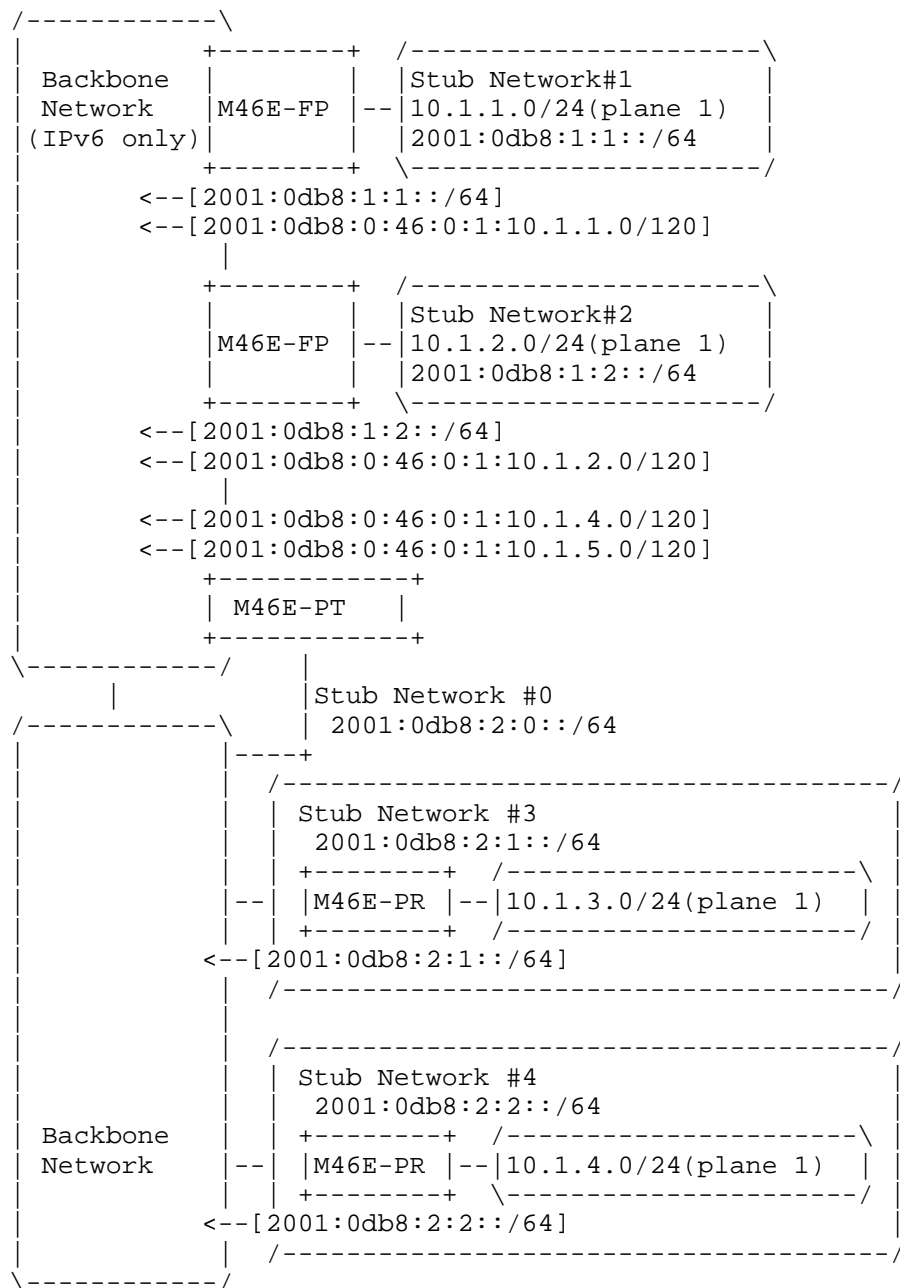 Backbone
Network
(IPv6 only)
M46E-FP
--
Stub Network#1
10.1.1.0/24(plane 1)
2001:0db8:1:1::/64
<--[2001:0db8:1:1::/64]
<--[2001:0db8:0:46:0:1:10.1.1.0/120]
M46E-FP
--
Stub Network#2
10.1.2.0/24(plane 1)
2001:0db8:1:2::/64
<--[2001:0db8:1:2::/64]
<--[2001:0db8:0:46:0:1:10.1.2.0/120]
<--[2001:0db8:0:46:0:1:10.1.4.0/120]
<--[2001:0db8:0:46:0:1:10.1.5.0/120]
M46E-PT
Stub Network #0
2001:0db8:2:0::/64
Stub Network #3
2001:0db8:2:1::/64
M46E-PR
--
10.1.3.0/24(plane 1)
<--[2001:0db8:2:1::/64]
Stub Network #4
2001:0db8:2:2::/64
Backbone
Network
M46E-PR
--
10.1.4.0/24(plane 1)
<--[2001:0db8:2:2::/64]